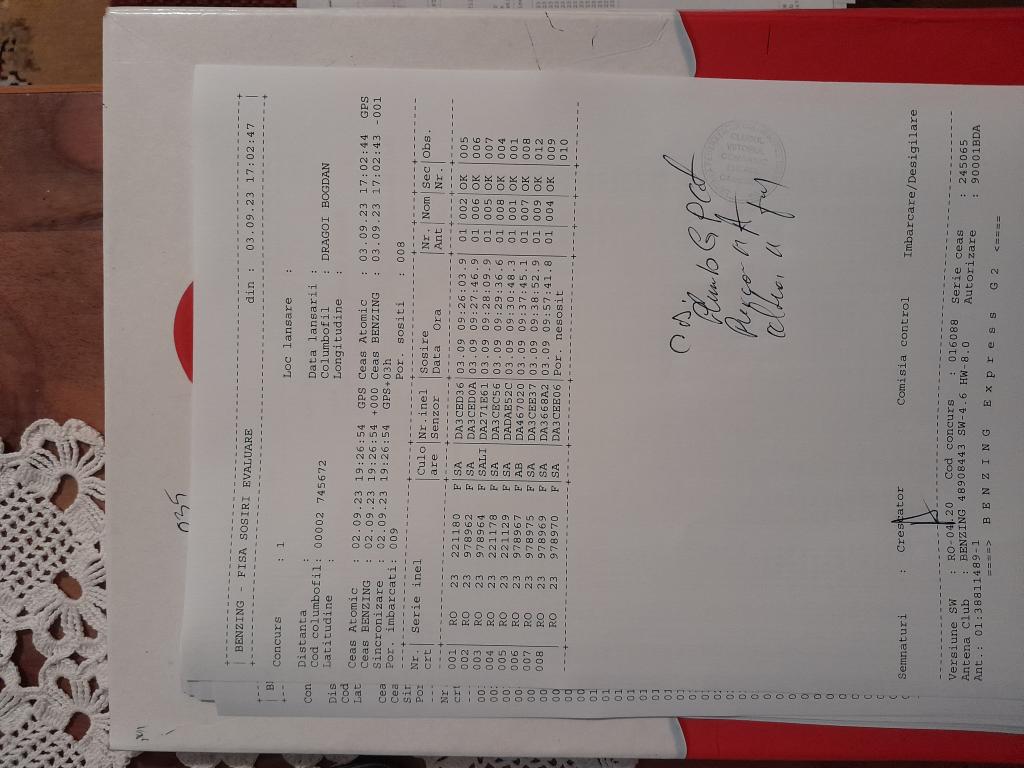 | BENZING - FISA SOSIRI EVALUARE din : 03.09.23 17:02:47 |
Concurs : 1
Loc lansare :
Distanta : Data lansarii :
Cod columbofil: 00002 745672 Columbofil : DRAGOI BOGDAN
Latitudine : Longitudine :
Ceas Atomic : 02.09.23 19:26:54 GPS Ceas Atomic : 03.09.23 17:02:44 GPS
Ceas BENZING : 02.09.23 19:26:54 +000 Ceas BENZING : 03.09.23 17:02:43 -001
Sincronizare : 02.09.23 19:26:54 GPS+03h
Por. imbarcati: 009 Por. sositi : 008
Nr. | Serie inel | Culo | Nr.inel | Sosire | Nr. | Nom | Sec | Obs.
crt | are | Senzor | Data Ora | Ant | Nr. |
001 | RO 23 221180 F | SA | DA3CED36 | 03.09 09:26:03.9 | 01 | 002 | OK | 005
002 | RO 23 978962 F | SA | DA3CED0A | 03.09 09:27:46.9 | 01 | 006 | OK | 006
003 | RO 23 978964 F | SALI | DA271E61 | 03.09 09:28:09.9 | 01 | 005 | OK | 007
004 | RO 23 221178 F | SA | DA3CEC56 | 03.09 09:29:36.6 | 01 | 008 | OK | 004
005 | RO 23 221129 F | SA | DADAE52C | 03.09 09:30:48.3 | 01 | 001 | OK | 001
006 | RO 23 978967 F | AB | DA467020 | 03.09 09:37:45.1 | 01 | 007 | OK | 008
007 | RO 23 978975 F | SA | DA3CEE37 | 03.09 09:38:52.9 | 01 | 009 | OK | 012
008 | RO 23 978969 F | SA | DA366BA2 | 03.09 09:57:41.8 | 01 | 004 | OK | 009
RO 23 978970 F | SA | DA3CEB06 | Por. nesosit | 010
Semnaturi : Crescator Comisia control Imbarcare/Desigilare
Versiune SW : RO-04.20 Cod concurs : 016088 Serie ceas : 245065
Antena Club : BENZING 48908443 SW-4.6 HW-8.0 Autorizare : 90001BDA
Ant.: 01388114 89-1
====> B E N Z I N G E x p r e s s G 2 <====
035